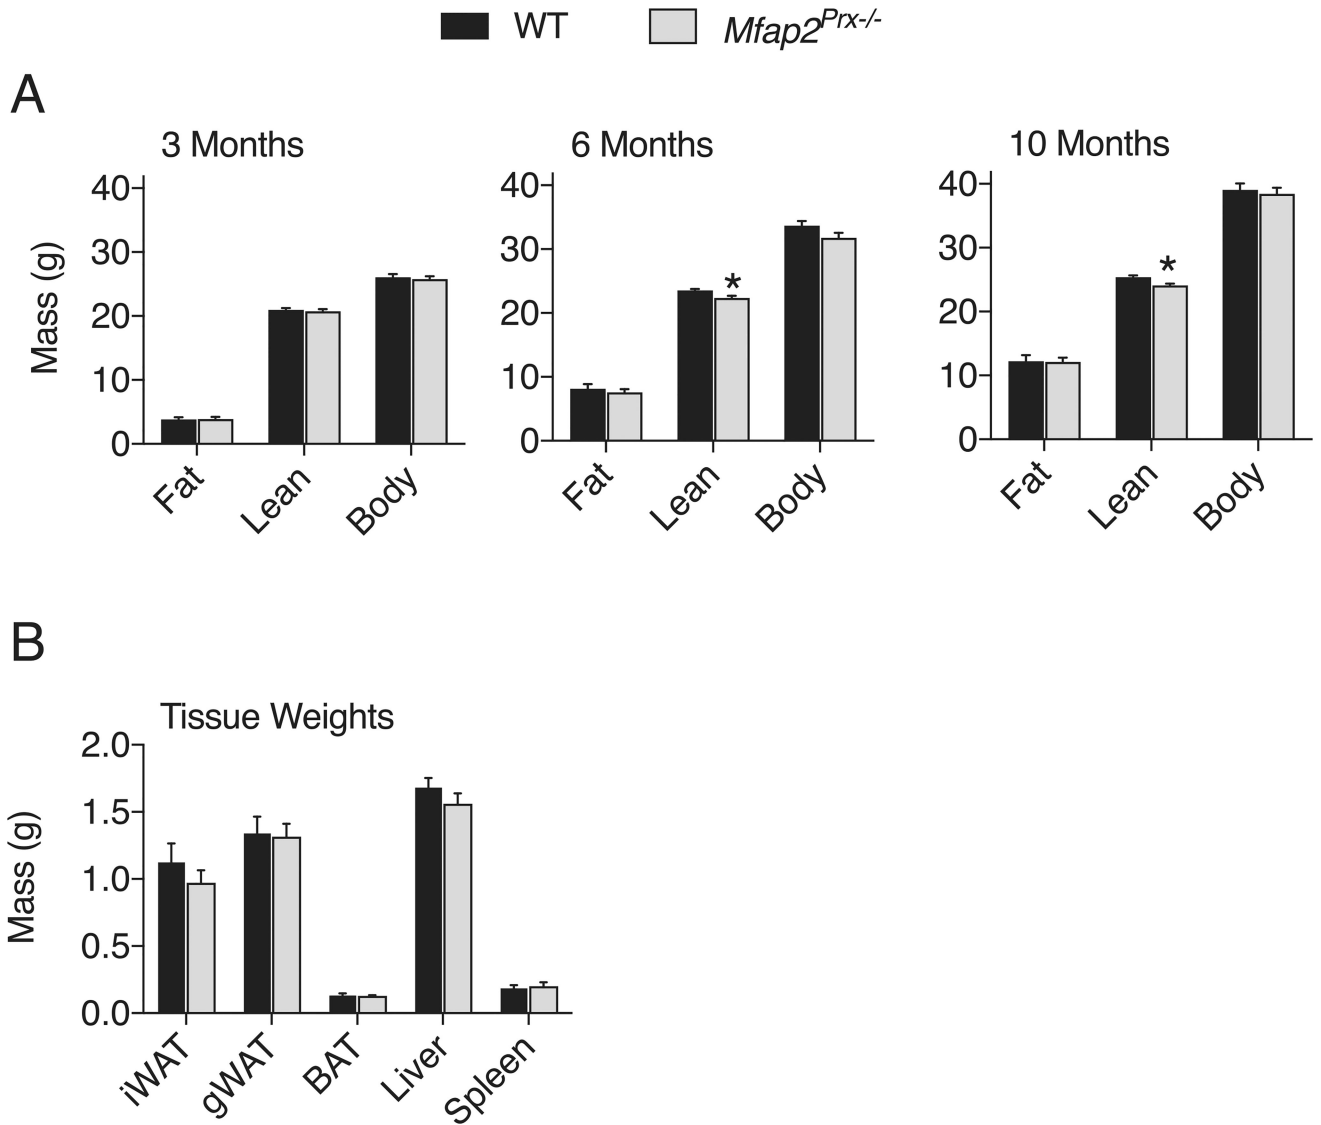 WT Mfap2Prx-/-
A
3 Months 6 Months 10 Months
Mass (g)
40
30
20
10
0
Fat Lean Body
40
30
20
10
0
Fat Lean Body
40
30
20
10
0
Fat Lean Body
*
*
B
Tissue Weights
Mass (g)
2.0
1.5
1.0
0.5
0.0
iWAT gWAT BAT Liver Spleen